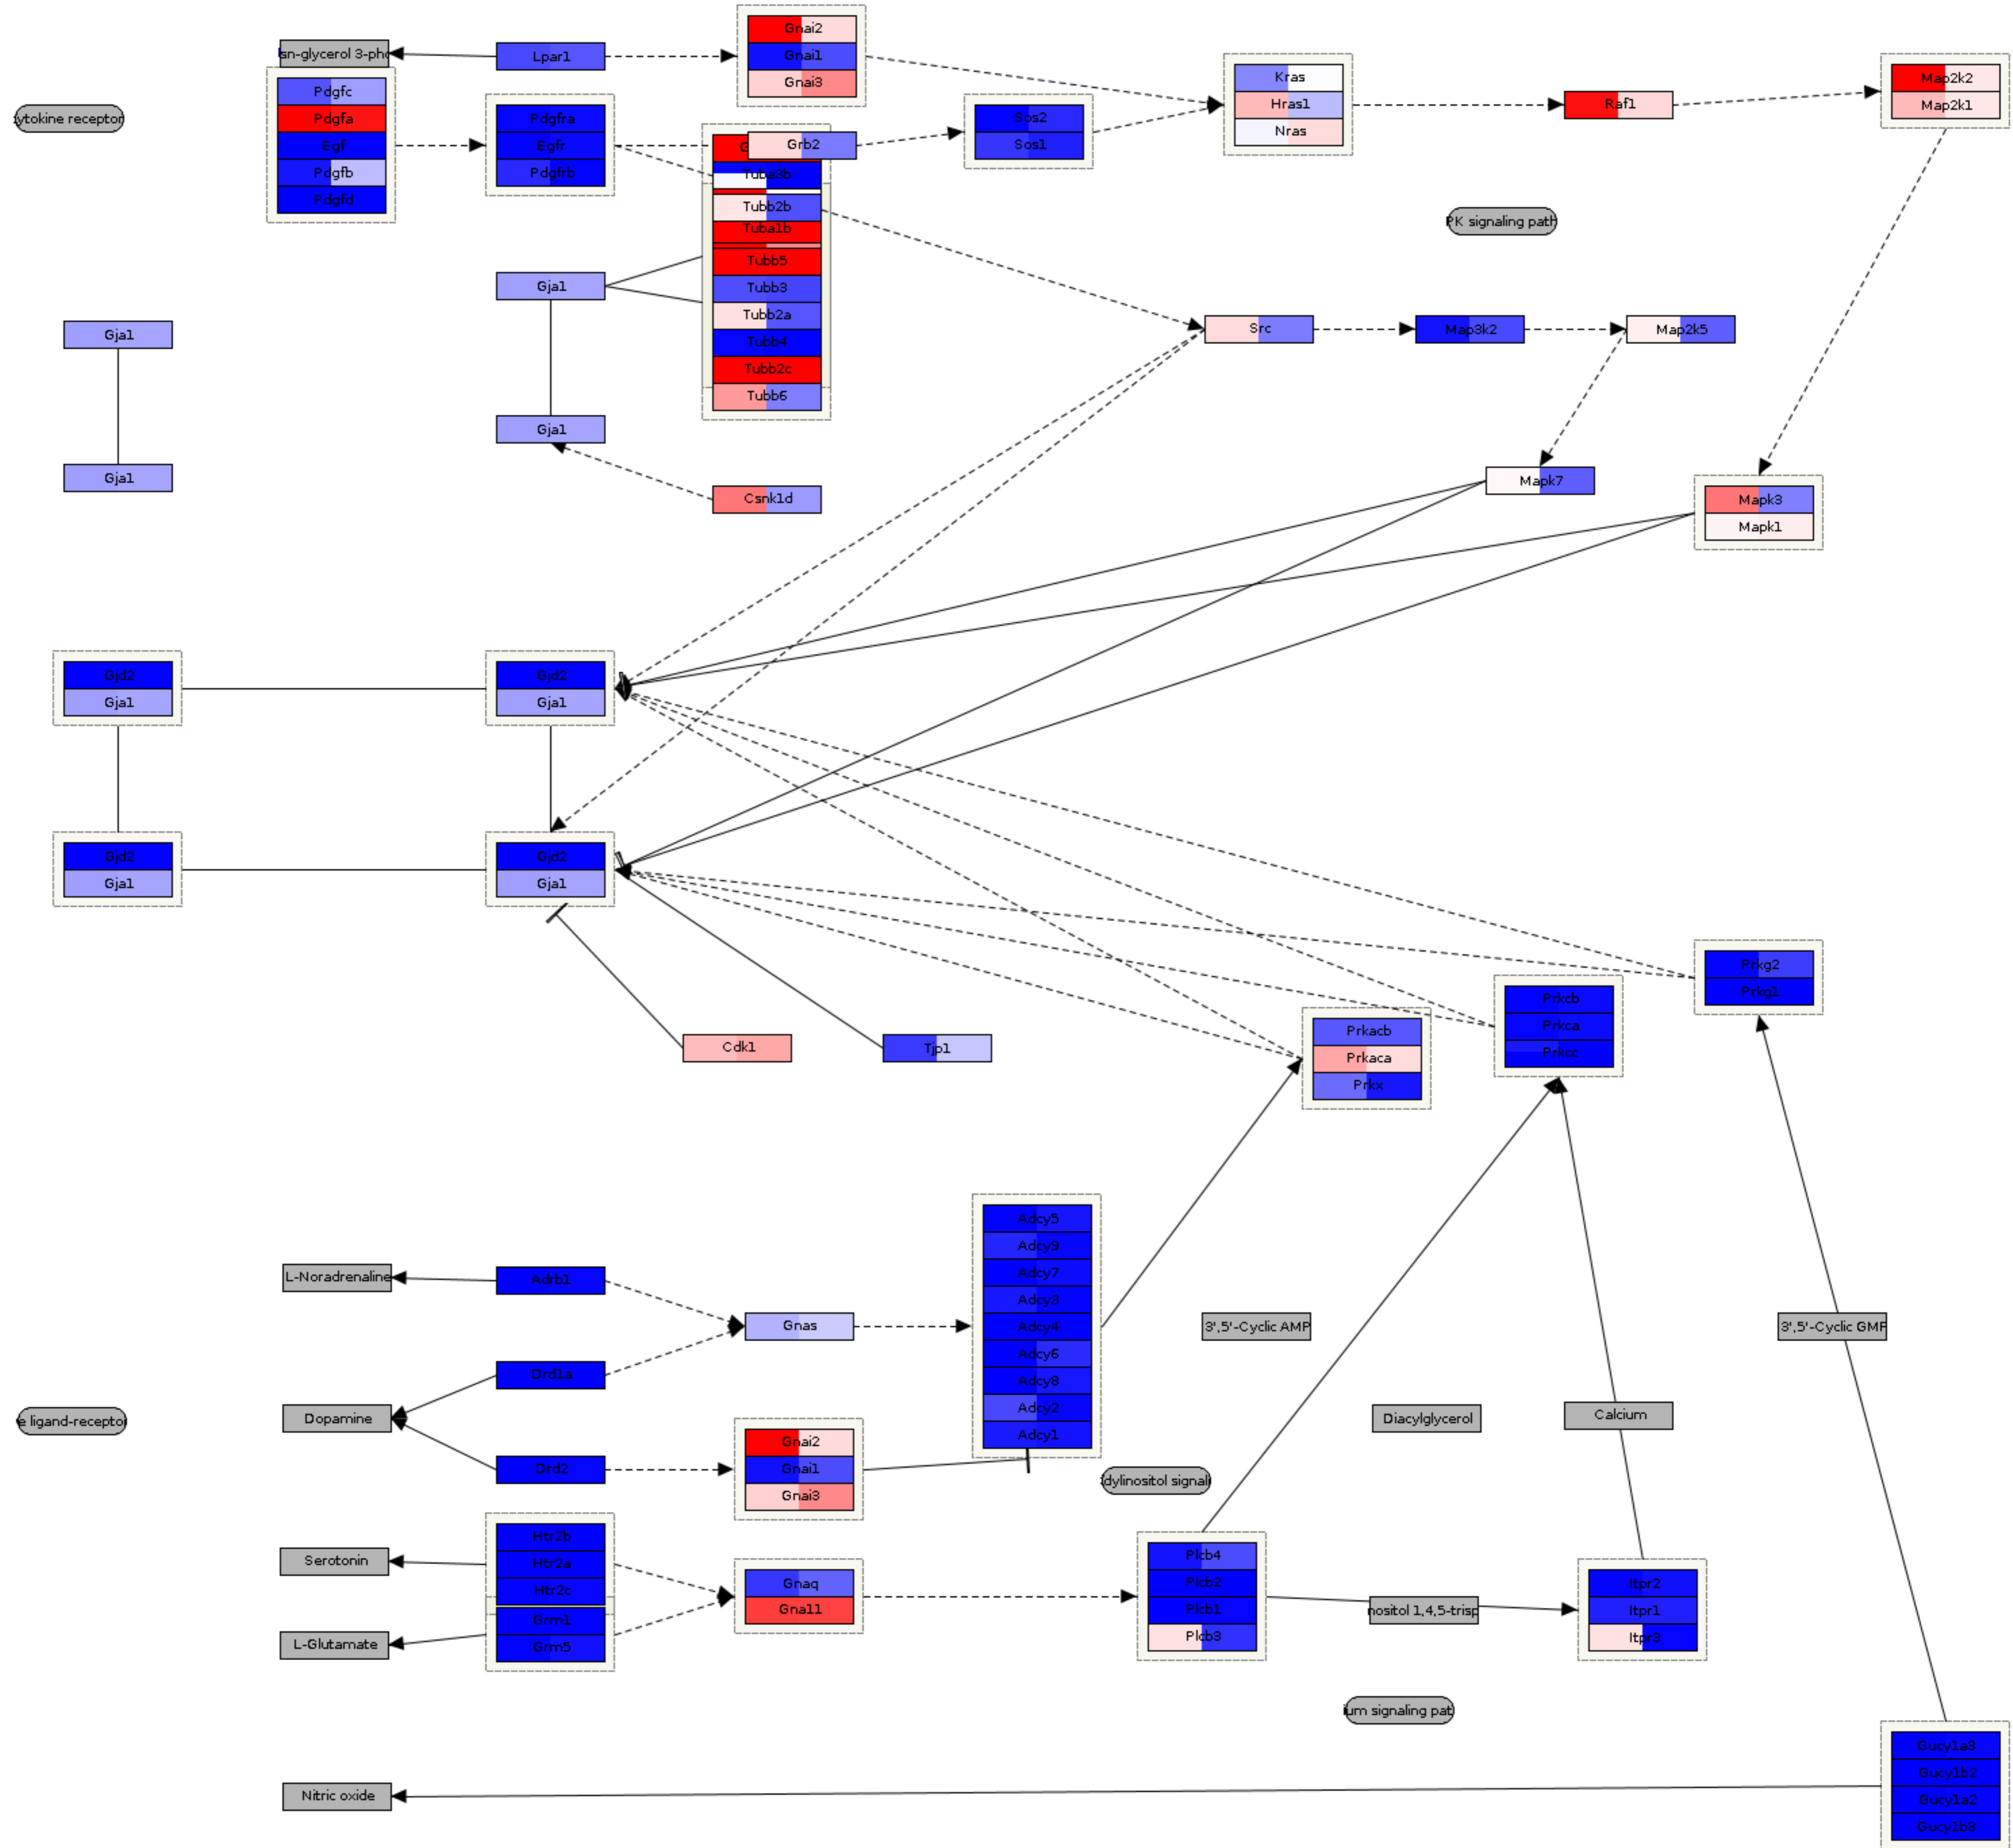 sn-glycerol 3-pho
Lpar1
Gnai2
Gnai1
Gnai3
Pdgfc
Pdgfa
Egf
Pdgfb
Pdgfd
ytokine receptor
Pdgfra
Egfr
Pdgfrb
Grb2
Sos2
Sos1
Kras
Hras1
Nras
Raf1
Map2k2
Map2k1
Tuba3b
Tubb2b
Tuba1b
Tubb5
Tubb3
Tubb2a
Tubb4
Tubb2c
Tubb6
PK signaling path
Gja1
Gja1
Src
Map3k2
Map2k5
Gja1
Gja1
Csnk1d
Mapk7
Mapk3
Mapk1
Gjd2
Gja1
Gjd2
Gja1
Gjd2
Gja1
Gjd2
Gja1
Cdk1
Tjp1
Prkacb
Prkaca
Prkx
Prkcb
Prkca
Prkcc
Prkg2
Prkg1
Adcy5
Adcy9
Adcy7
Adcy3
Adcy4
Adcy6
Adcy8
Adcy2
Adcy1
L-Noradrenaline
Adrb1
Gnas
3',5'-Cyclic AMP
3',5'-Cyclic GMP
Drd1a
Dopamine
e ligand-receptor
Diacylglycerol
Calcium
Drd2
Gnai2
Gnai1
Gnai3
dylinositol signali
Htr2b
Htr2a
Htr2c
Serotonin
Grm1
Grm5
L-Glutamate
Gnaq
Gna11
Plcb4
Plcb2
Plcb1
Plcb3
nositol 1,4,5-trisp
Itpr2
Itpr1
Itpr3
ium signaling pat
Gucy1a3
Gucy1b2
Gucy1a2
Gucy1b3
Nitric oxide